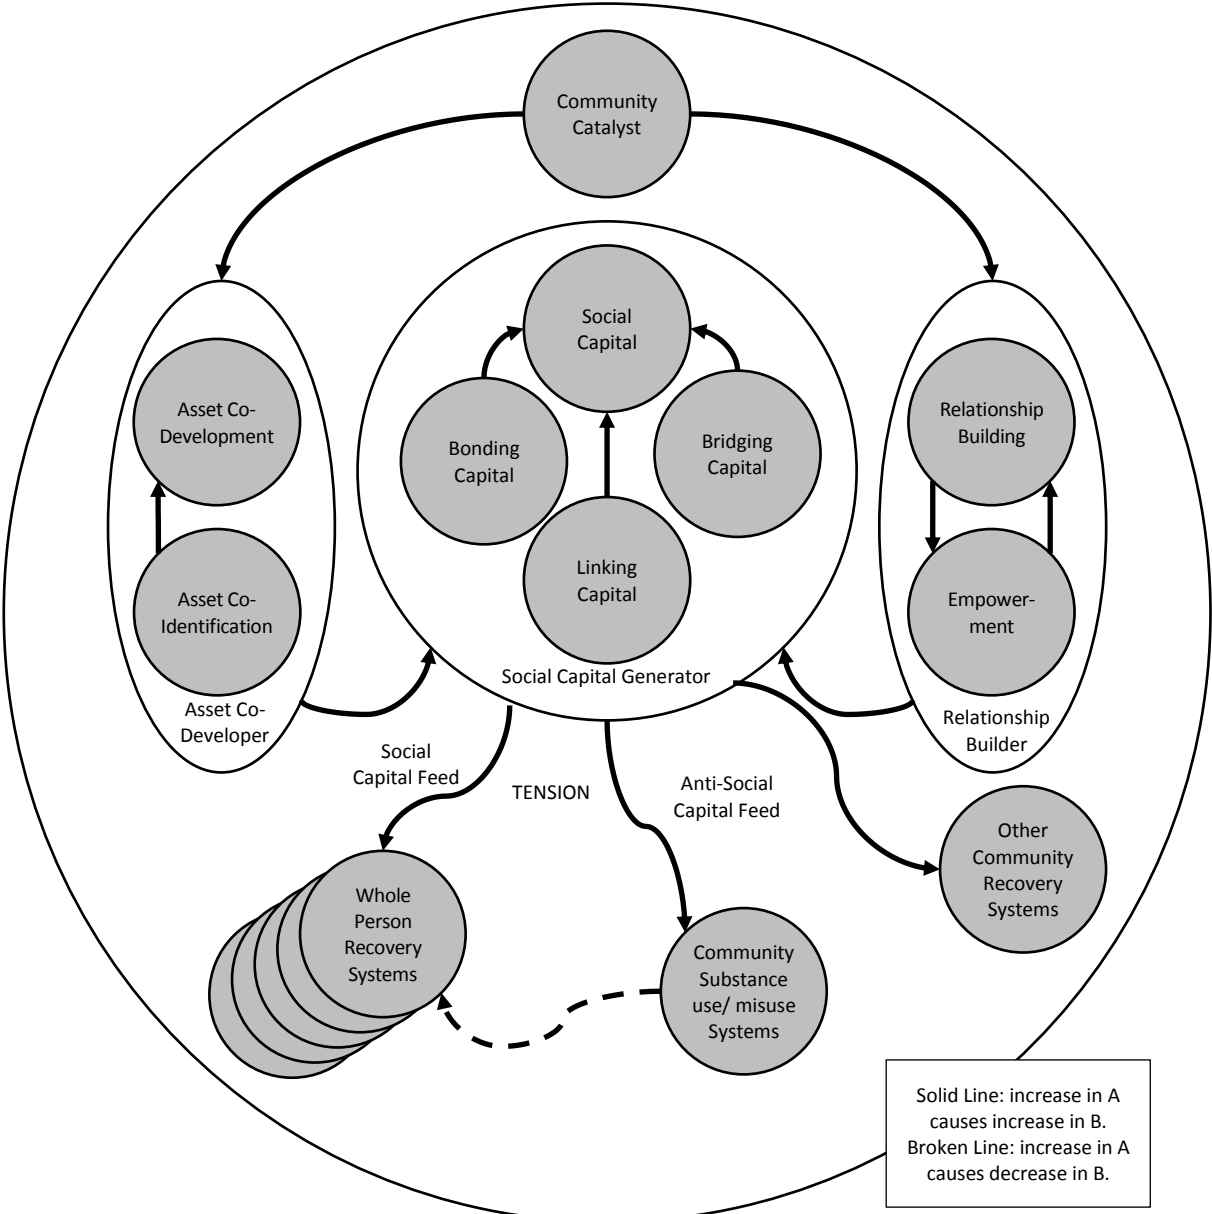 Community
Catalyst
Social
Capital
Asset Co-
Development
Relationship
Building
Bonding
Capital
Bridging
Capital
Linking
Capital
Asset Co-
Identification
Empower-
ment
Social Capital Generator
Asset Co-
Developer
Relationship
Builder
Social
Capital Feed
TENSION
Anti-Social
Capital Feed
Other
Community
Recovery
Systems
Whole
Person
Recovery
Systems
Community
Substance
use/ misuse
Systems
Solid Line: increase in A
causes increase in B.
Broken Line: increase in A
causes decrease in B.